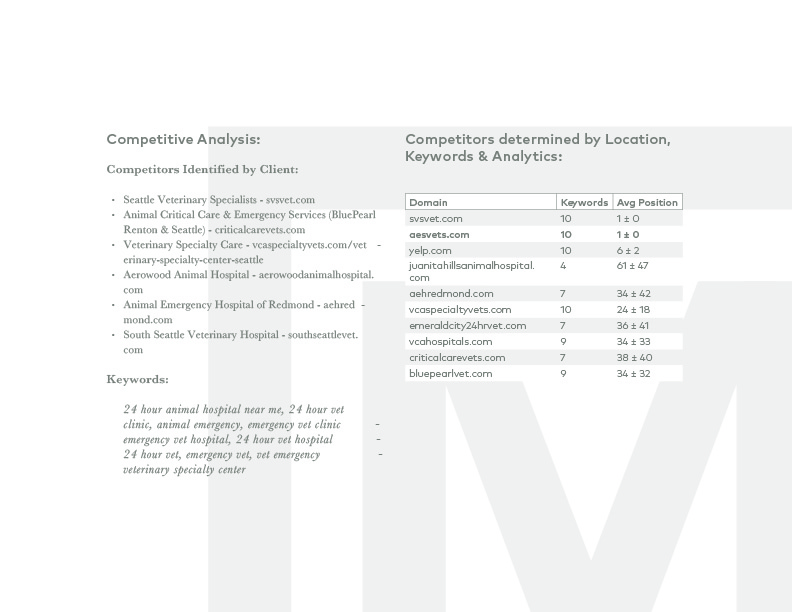 Competitive Analysis:
Competitors Identified by Client:
• Seattle Veterinary Specialists - svsvet.com
• Animal Critical Care & Emergency Services (BluePearl
Renton & Seattle) - criticalcarevets.com
• Veterinary Specialty Care - vcaspecialtyvets.com/vet -
erinary-specialty-center-seattle
• Aerowood Animal Hospital - aerowoodanimalhospital.
com
• Animal Emergency Hospital of Redmond - aehred -
mond.com
• South Seattle Veterinary Hospital - southseattlevet.
com
Keywords:
24 hour animal hospital near me, 24 hour vet
clinic, animal emergency, emergency vet clinic -
emergency vet hospital, 24 hour vet hospital -
24 hour vet, emergency vet, vet emergency -
veterinary specialty center
Competitors determined by Location,
Keywords & Analytics:
Domain Keywords Avg Position
svsvet.com 10 1 ± 0
aesvets.com 10 1 ± 0
yelp.com 10 6 ± 2
juanitahillsanimalhospital. 4 61 ± 47
com
aehredmond.com 7 34 ± 42
vcaspecialtyvets.com 10 24 ± 18
emeraldcity24hrvet.com 7 36 ± 41
vcahospitals.com 9 34 ± 33
criticalcarevets.com 7 38 ± 40
bluepearlvet.com 9 34 ± 32